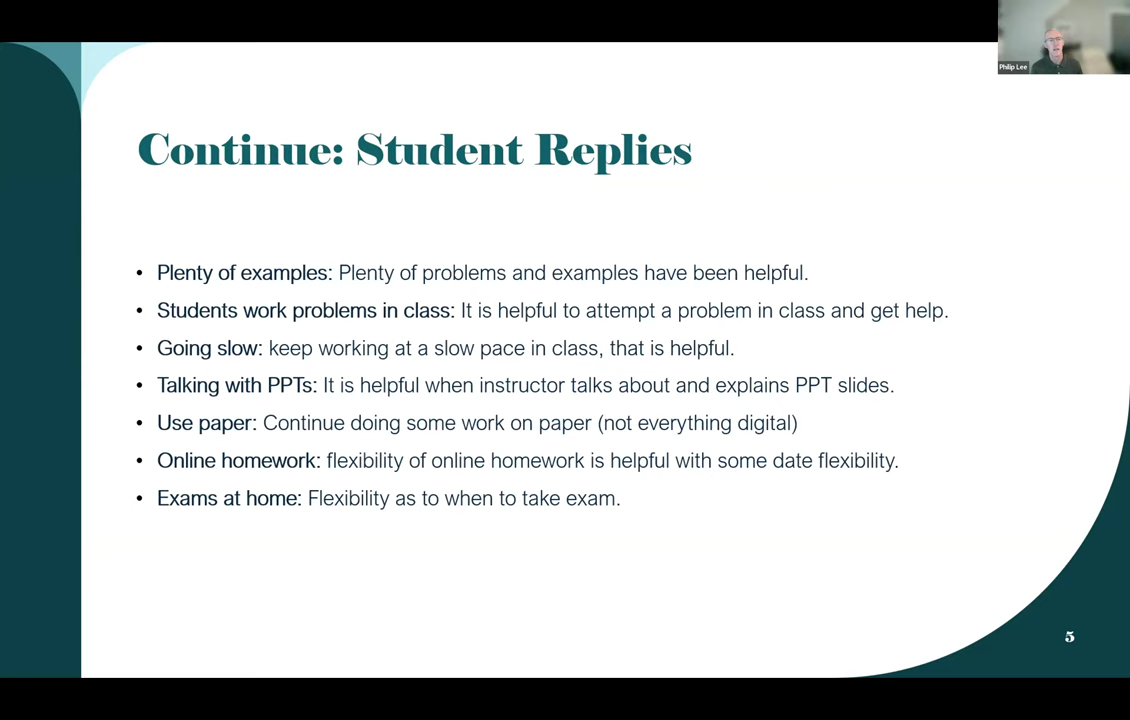 Philip Lee
Continue: Student Replies
• Plenty of examples: Plenty of problems and examples have been helpful.
• Students work problems in class: It is helpful to attempt a problem in class and get help.
• Going slow: keep working at a slow pace in class, that is helpful.
• Talking with PPTs: It is helpful when instructor talks about and explains PPT slides.
• Use paper: Continue doing some work on paper (not everything digital)
• Online homework: flexibility of online homework is helpful with some date flexibility.
• Exams at home: Flexibility as to when to take exam.
5